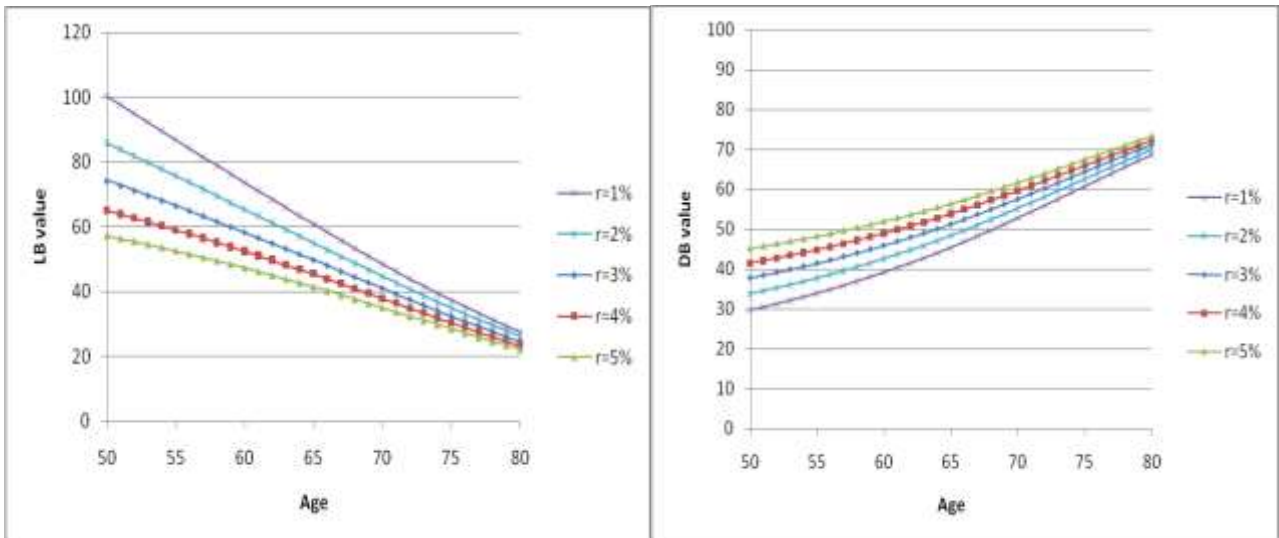 120
100
80
60
40
20
0
LB value
50 55 60 65 70 75 80
Age
r=1%
r=2%
r=3%
r=4%
r=5%
100
90
80
70
60
50
40
30
20
10
0
DB value
50 55 60 65 70 75 80
Age
r=1%
r=2%
r=3%
r=4%
r=5%